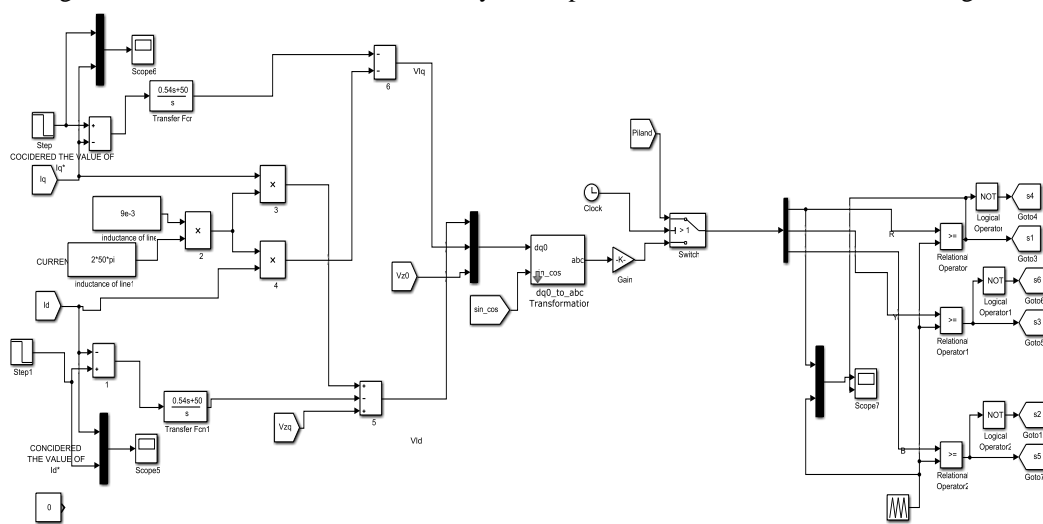 Scope6
0.54s+50
s
Transfer Fcr
6
VIq
+
-
Step
COCIDERED THE VALUE OF
Iq*
Iq
9e-3
inductance of line
2*50*pi
CURREN
inductance of line1
×
2
×
3
×
4
Id
Step1
1
0.54s+50
s
Transfer Fcn1
CONCIDERED
THE VALUE OF
Id*
Scope5
0
Vzq
5
VId
Vz0
sin_cos
dq0
abc
sin_cos
dq0_to_abc
Transformation
-K-
Gain
Clock
Piland
> 1
Switch
R
Y
B
Scope7
>=
Relational
Operator
NOT
Logical
Operator
s4
Goto4
s1
Goto3
>=
Relational
Operator1
NOT
Logical
Operator1
s6
Goto6
s3
Goto5
>=
Relational
Operator2
NOT
Logical
Operator2
s2
Goto1
s5
Goto7